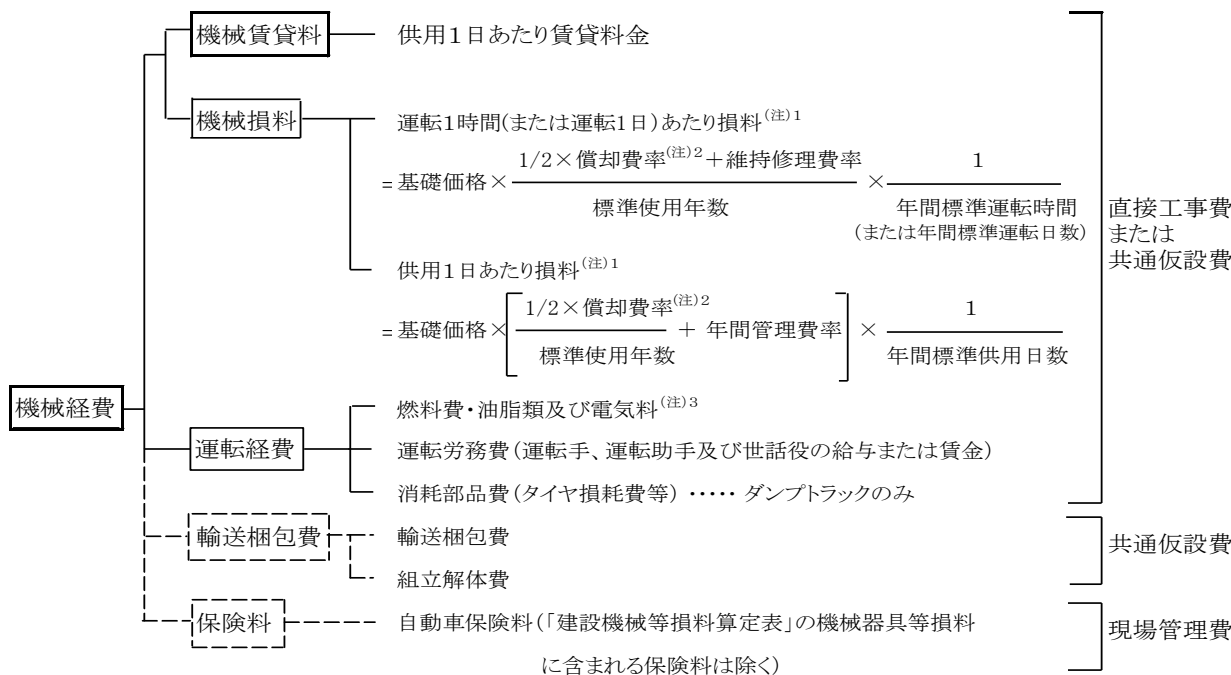 機械賃貸料 供用1日あたり賃貸料金
機械損料 運転1時間(または運転1日)あたり損料(注)1
=基礎価格× 1/2×償却費率(注)2+維持修理費率 × 1
標準使用年数 年間標準運転時間
(または年間標準運転日数)
直接工事費
または
共通仮設費
供用1日あたり損料(注)1
=基礎価格×[ 1/2×償却費率(注)2 + 年間管理費率 ] × 1
標準使用年数 年間標準供用日数
機械経費
燃料費・油脂類及び電気料(注)3
運転経費 運転労務費(運転手、運転助手及び世話役の給与または賃金)
消耗部品費(タイヤ損耗費等) ・・・・・ ダンプトラックのみ
輸送梱包費 輸送梱包費
組立解体費
共通仮設費
保険料 自動車保険料(「建設機械等損料算定表」の機械器具等損料
に含まれる保険料は除く)
現場管理費